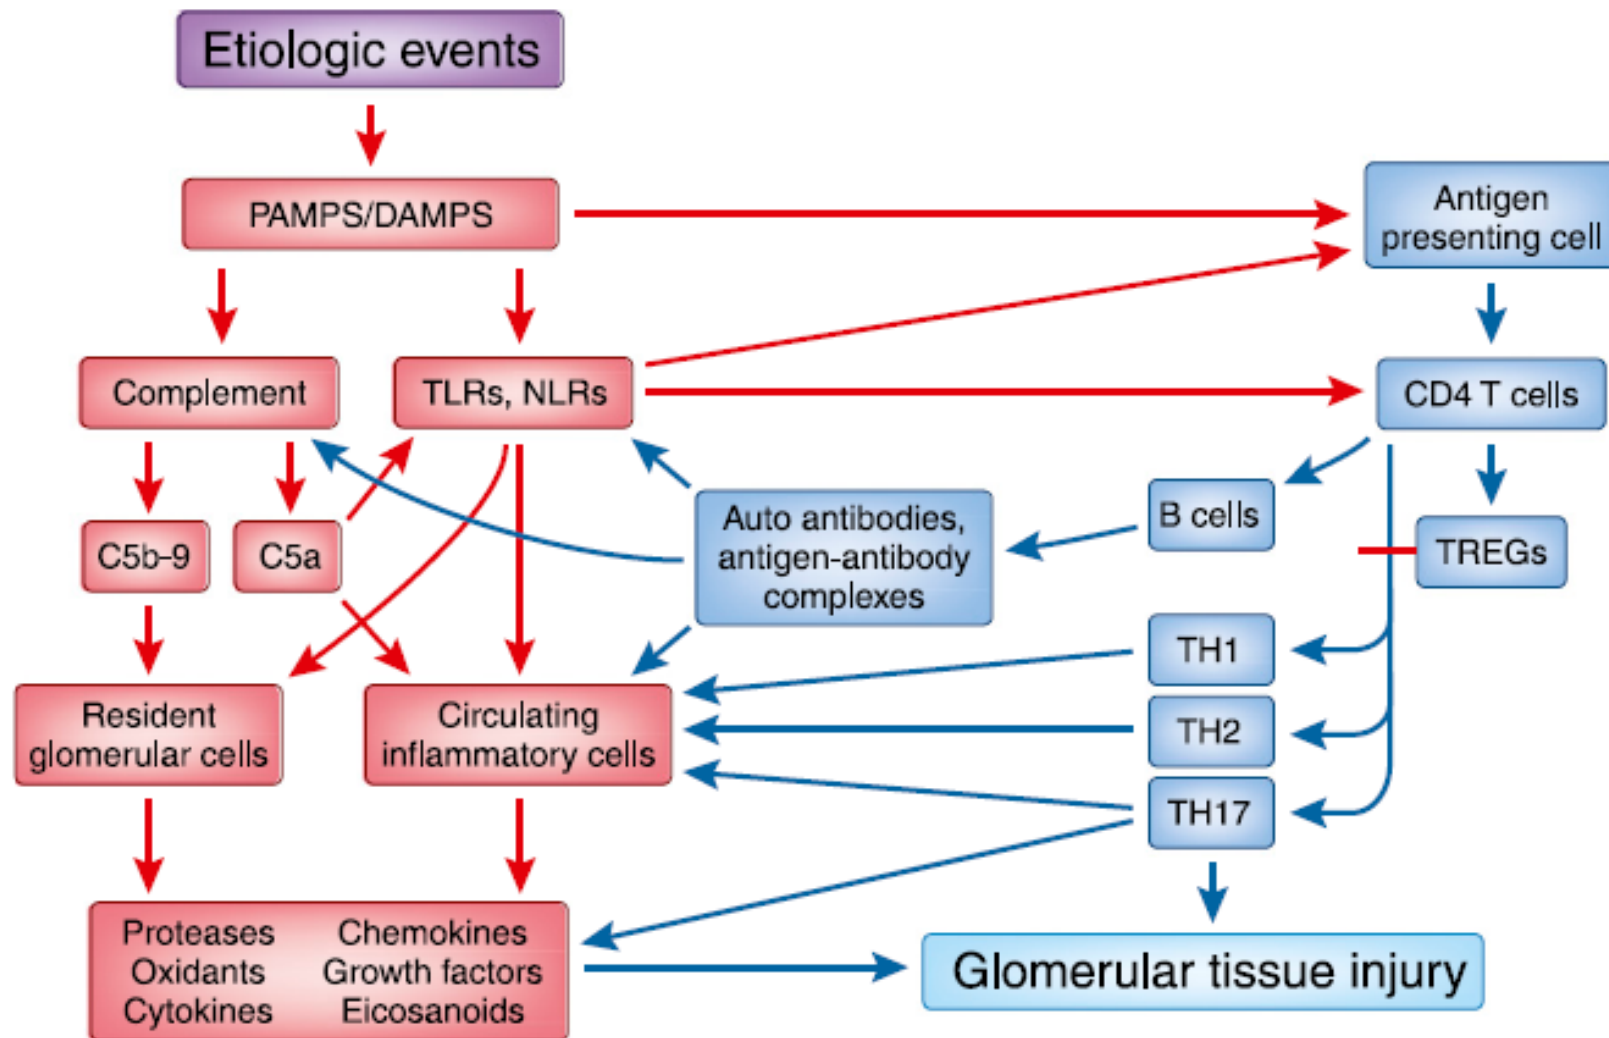 Etiologic events
PAMPS/DAMPS
Antigen
presenting cell
Complement
TLRs, NLRs
CD4 T cells
C5b–9
C5a
Auto antibodies,
antigen-antibody
complexes
B cells
TREGs
TH1
Resident
glomerular cells
Circulating
inflammatory cells
TH2
TH17
Proteases
Oxidants
Cytokines
Chemokines
Growth factors
Eicosanoids
Glomerular tissue injury